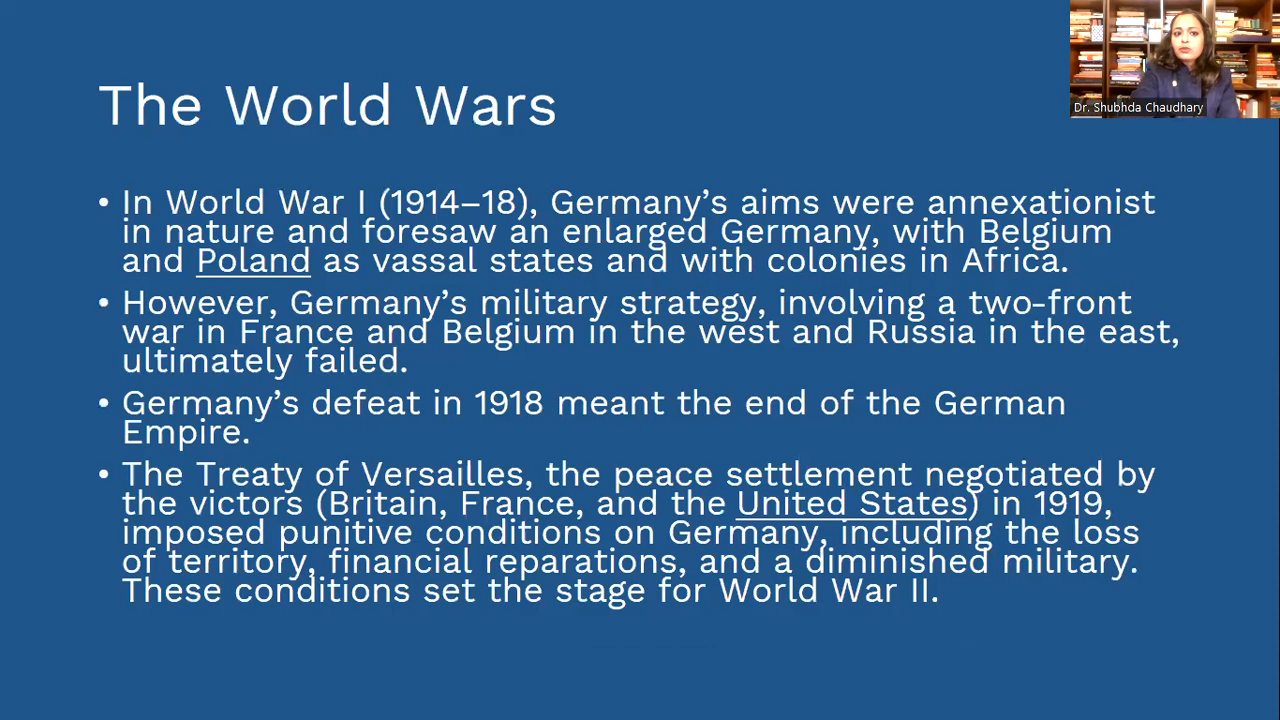 The World Wars
Dr. Shubhda Chaudhary
• In World War I (1914–18), Germany’s aims were annexationist
in nature and foresaw an enlarged Germany, with Belgium
and Poland as vassal states and with colonies in Africa.
• However, Germany’s military strategy, involving a two-front
war in France and Belgium in the west and Russia in the east,
ultimately failed.
• Germany’s defeat in 1918 meant the end of the German
Empire.
• The Treaty of Versailles, the peace settlement negotiated by
the victors (Britain, France, and the United States) in 1919,
imposed punitive conditions on Germany, including the loss
of territory, financial reparations, and a diminished military.
These conditions set the stage for World War II.